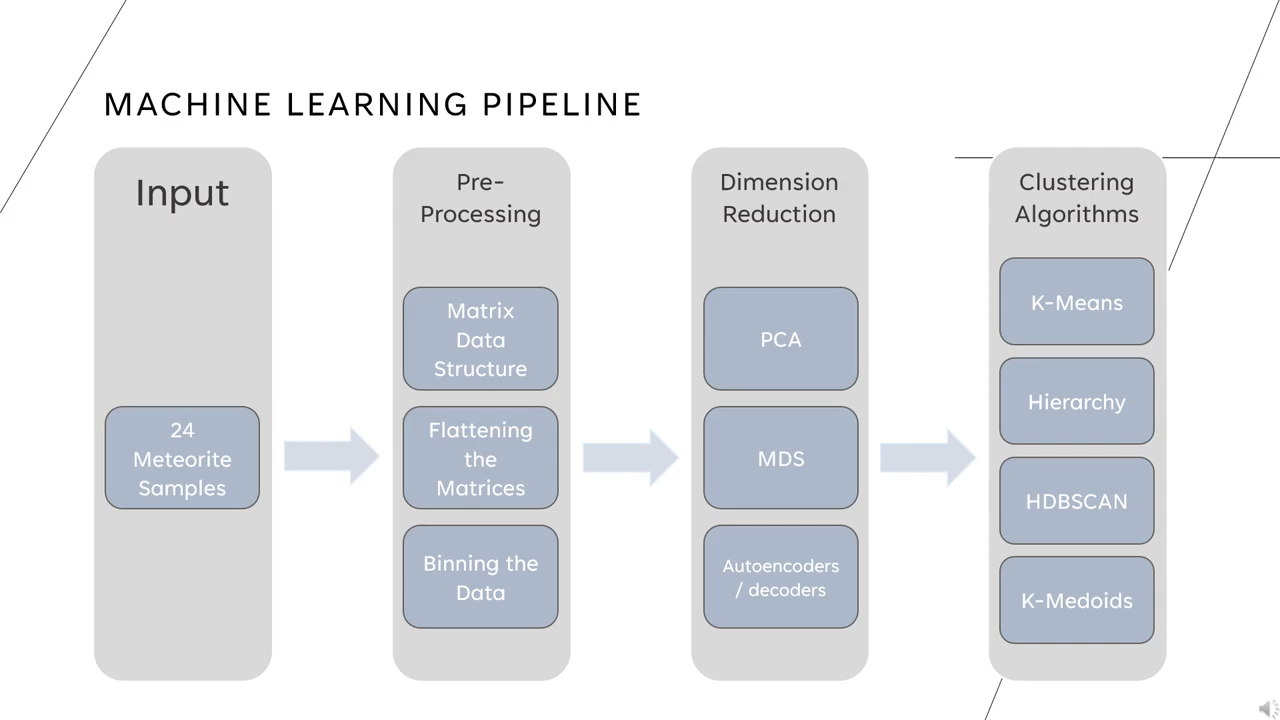 MACHINE LEARNING PIPELINE
Input
24
Meteorite
Samples
Pre-
Processing
Matrix
Data
Structure
Flattening
the
Matrices
Binning the
Data
Dimension
Reduction
PCA
MDS
Autoencoders
/ decoders
Clustering
Algorithms
K-Means
Hierarchy
HDBSCAN
K-Medoids